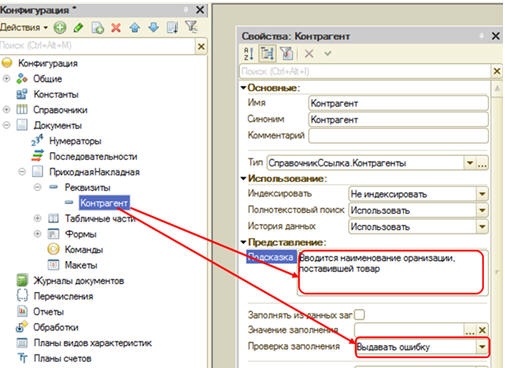 Конфигурация *
Действия
Поиск (Ctrl+Alt+M)
Конфигурация
Общие
Константы
Справочники
Документы
Нумераторы
Последовательности
ПриходнаяНакладная
Реквизиты
Контрагент
Табличные части
Формы
Команды
Макеты
Журналы документов
Перечисления
Отчеты
Обработки
Планы видов характеристик
Планы счетов
Свойства: Контрагент
Поиск (Ctrl+Alt+I)
Основные:
Имя Контрагент
Синоним Контрагент
Комментарий
Тип СправочникСсылка.Контрагенты
Использование:
Индексировать Не индексировать
Полнотекстовый поиск Использовать
История данных Использовать
Представление:
Подсказка Вводится наименование оранизации,
поставившей товар
Заполнять из данных зап
Значение заполнения
Проверка заполнения Выдавать ошибку